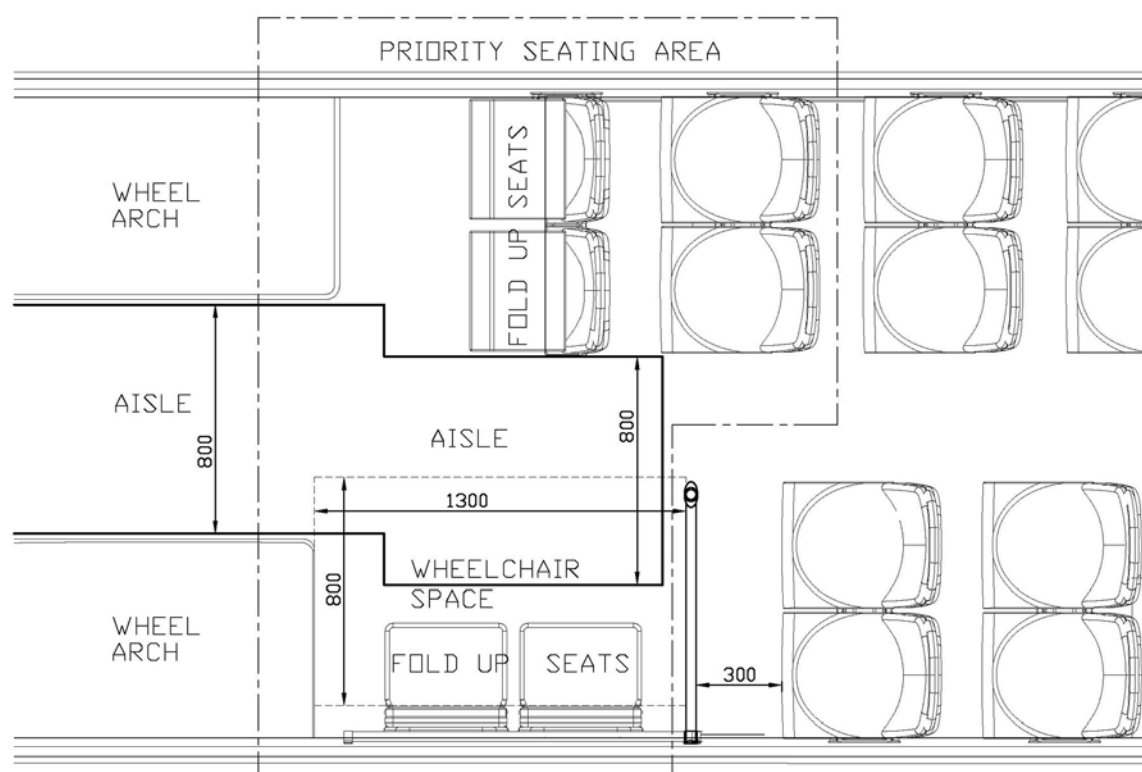 PRIORITY SEATING AREA
WHEEL
ARCH
FOLD UP SEATS
AISLE
800
AISLE
800
1300
WHEELCHAIR
SPACE
800
WHEEL
ARCH
FOLD UP SEATS
300